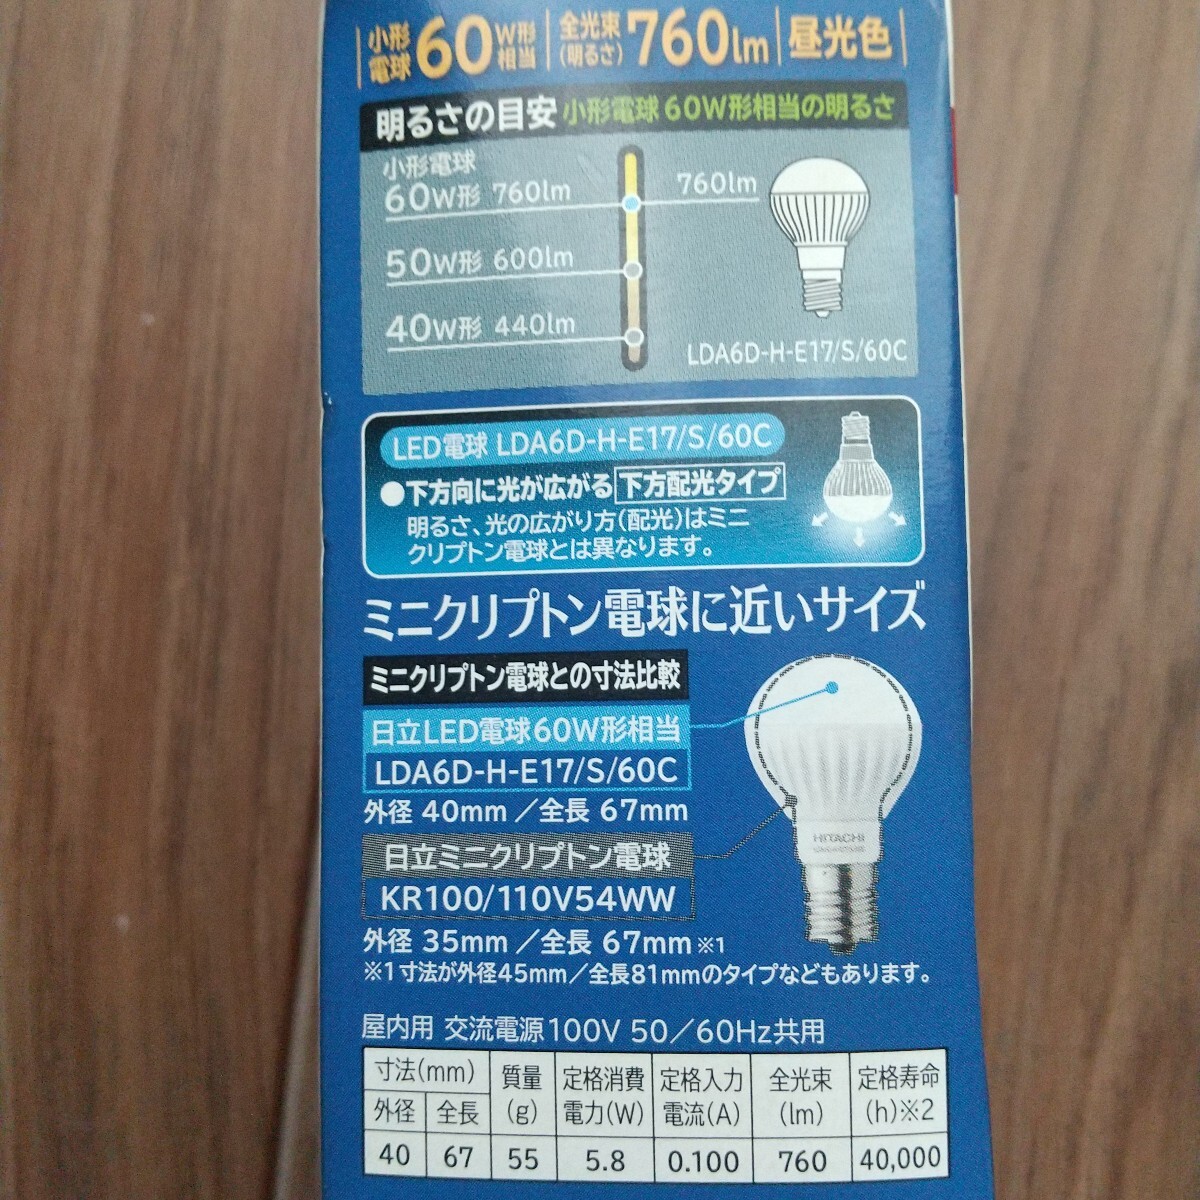 小形電球 60W形相当 全光束(明るさ) 760lm 昼光色
明るさの目安 小形電球60W形相当の明るさ
小形電球
60W形 760lm
760lm
50W形 600lm
40W形 440lm
LDA6D-H-E17/S/60C
LED電球 LDA6D-H-E17/S/60C
●下方向に光が広がる 下方配光タイプ
明るさ、光の広がり方(配光)はミニ
クリプトン電球とは異なります。
ミニクリプトン電球に近いサイズ
ミニクリプトン電球との寸法比較
日立LED電球60W形相当
LDA6D-H-E17/S/60C
外径 40mm ／全長 67mm
HITACHI
日立ミニクリプトン電球
KR100/110V54WW
外径 35mm ／全長 67mm ※1
※1 寸法が外径45mm／全長81mmのタイプなどもあります。
屋内用 交流電源100V 50／60Hz共用
寸法(mm) 質量(g) 定格消費電力(W) 定格入力電流(A) 全光束(lm) 定格寿命(h)※2
外径 全長
40 67 55 5.8 0.100 760 40,000